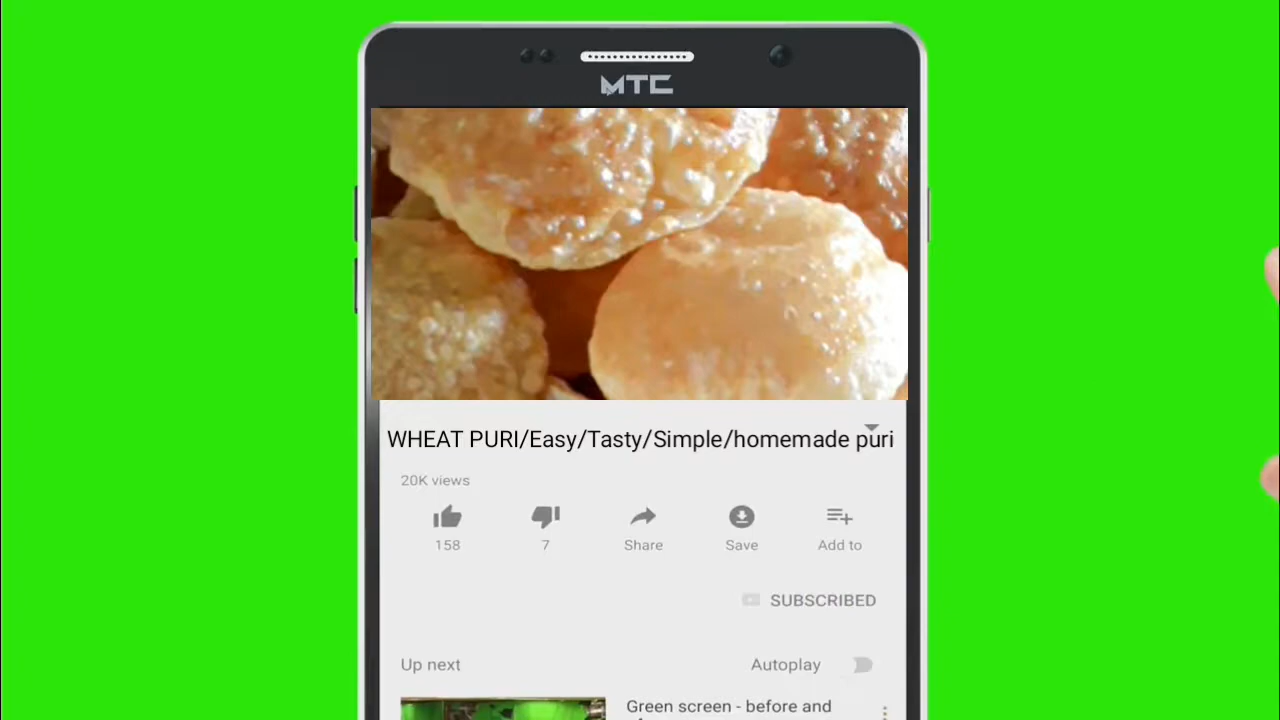 MTC
WHEAT PURI/Easy/Tasty/Simple/homemade puri
20K views
158
7
Share
Save
Add to
SUBSCRIBED
Up next
Autoplay
Green screen - before and